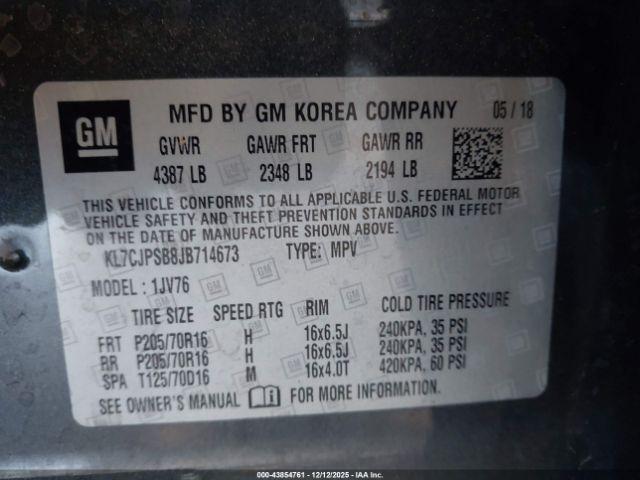 GM
MFD BY GM KOREA COMPANY 05 / 18
GVWR GAWR FRT GAWR RR
4387 LB 2348 LB 2194 LB
THIS VEHICLE CONFORMS TO ALL APPLICABLE U.S. FEDERAL MOTOR
VEHICLE SAFETY AND THEFT PREVENTION STANDARDS IN EFFECT
ON THE DATE OF MANUFACTURE SHOWN ABOVE.
KL7CJPSB8JB714673 TYPE: MPV
MODEL: 1JV76
TIRE SIZE SPEED RTG RIM COLD TIRE PRESSURE
FRT P205/70R16 H 16x6.5J 240KPA, 35 PSI
RR P205/70R16 H 16x6.5J 240KPA, 35 PSI
SPA T125/70D16 M 16x4.0T 420KPA, 60 PSI
SEE OWNER'S MANUAL FOR MORE INFORMATION.
000-43854761 - 12/12/2025 - IAA Inc.